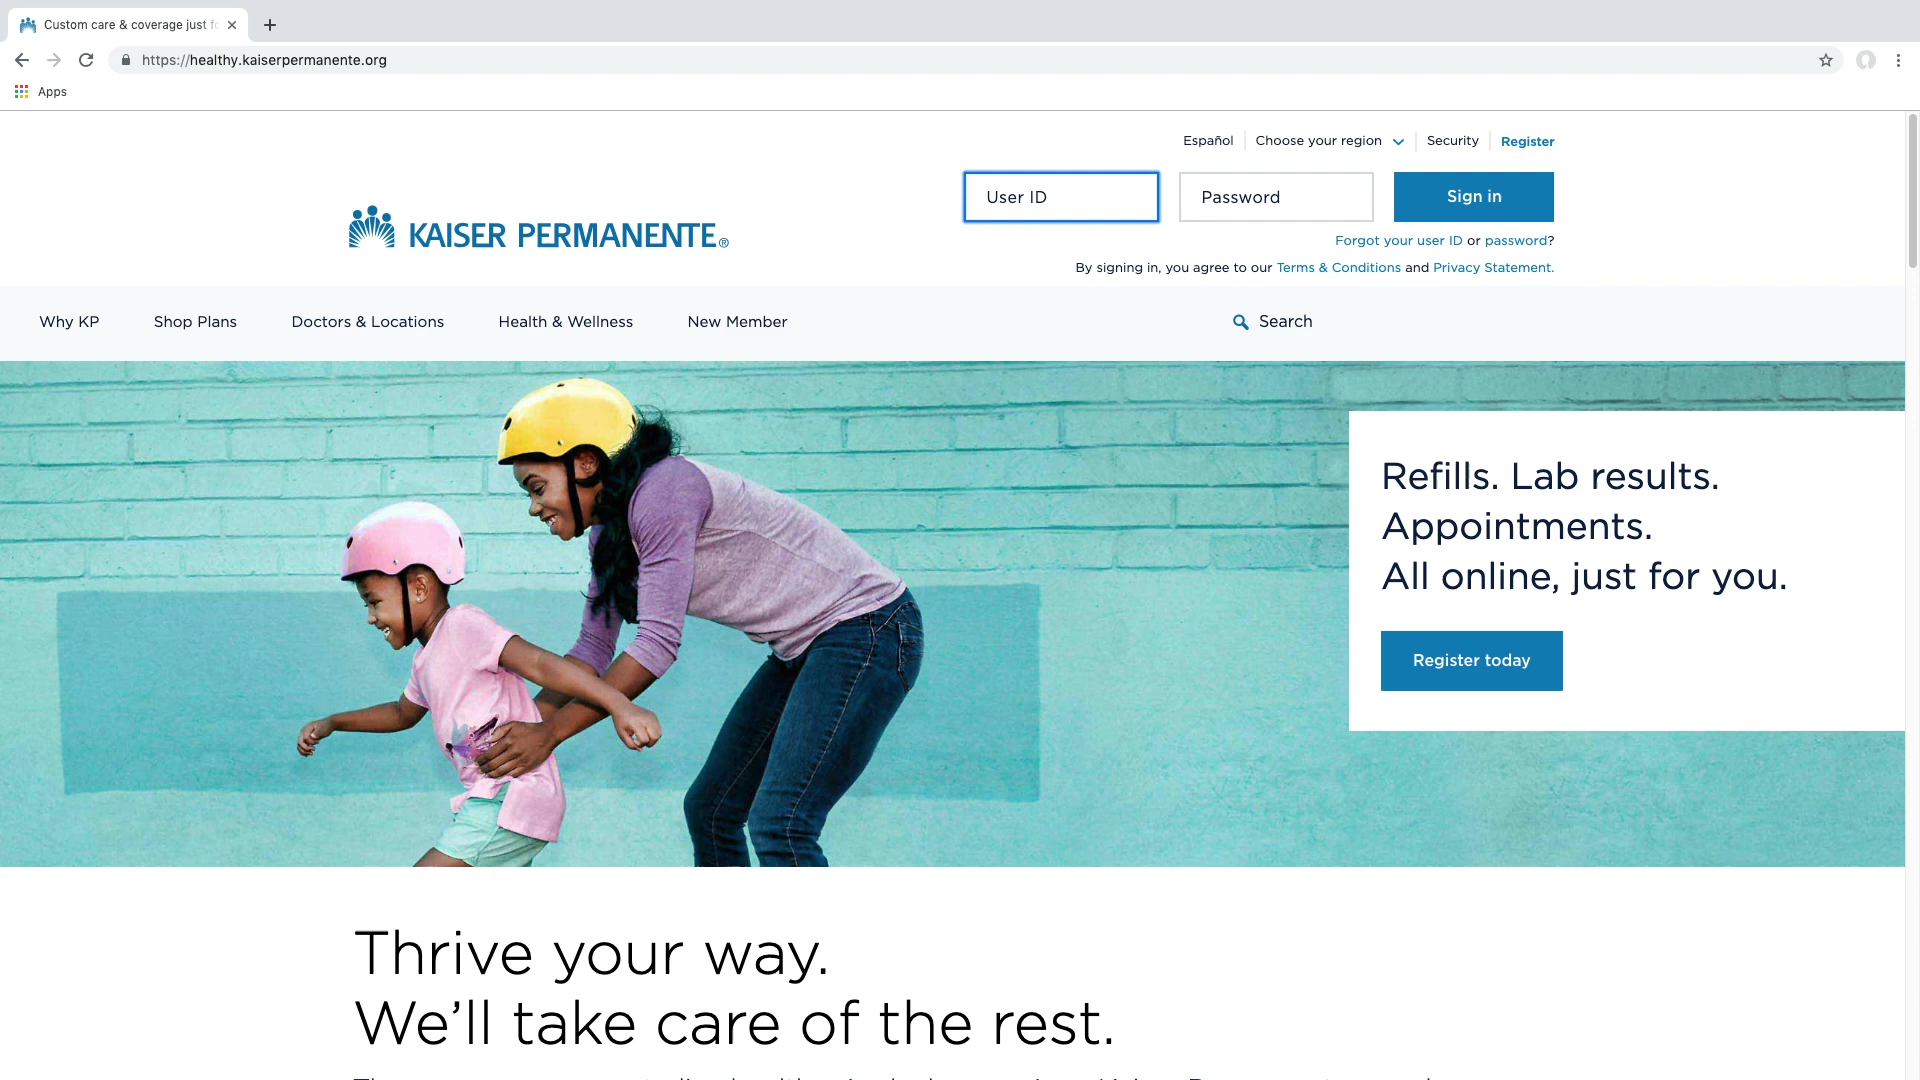 Custom care & coverage just fo
https://healthy.kaiserpermanente.org
Apps
Español
Choose your region
Security
Register
User ID
Password
Sign in
KAISER PERMANENTE®
Forgot your user ID or password?
By signing in, you agree to our Terms & Conditions and Privacy Statement.
Why KP
Shop Plans
Doctors & Locations
Health & Wellness
New Member
Search
Refills. Lab results.
Appointments.
All online, just for you.
Register today
Thrive your way.
We’ll take care of the rest.